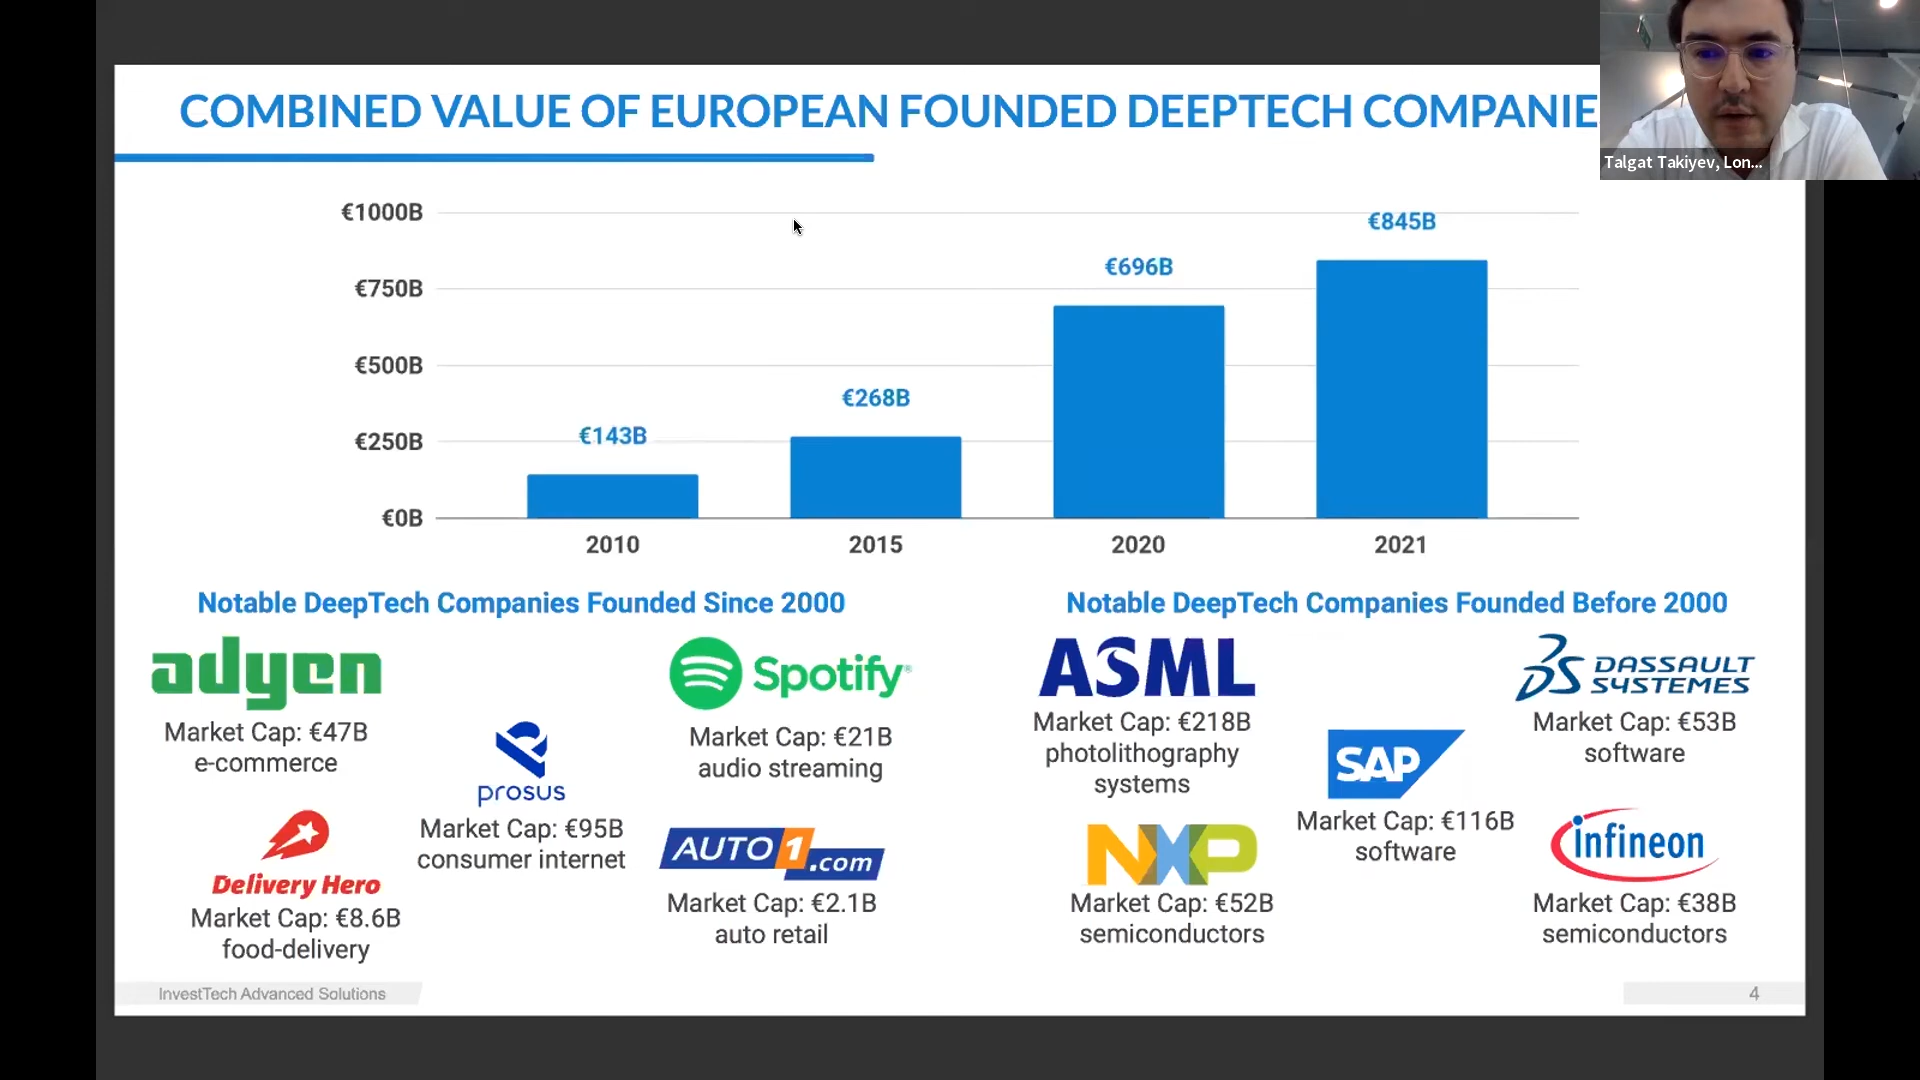 COMBINED VALUE OF EUROPEAN FOUNDED DEEPTECH COMPANIE
Talgat Takiyev, Lon...
€1000B
€750B
€500B
€250B
€0B
€143B
€268B
€696B
€845B
2010
2015
2020
2021
Notable DeepTech Companies Founded Since 2000
adyen
Market Cap: €47B
e-commerce
prosus
Market Cap: €95B
consumer internet
Spotify®
Market Cap: €21B
audio streaming
Delivery Hero
Market Cap: €8.6B
food-delivery
AUTO1.com
Market Cap: €2.1B
auto retail
Notable DeepTech Companies Founded Before 2000
ASML
Market Cap: €218B
photolithography
systems
SAP
Market Cap: €116B
software
DASSAULT
SYSTEMES
Market Cap: €53B
software
NXP
Market Cap: €52B
semiconductors
infineon
Market Cap: €38B
semiconductors
InvestTech Advanced Solutions
4